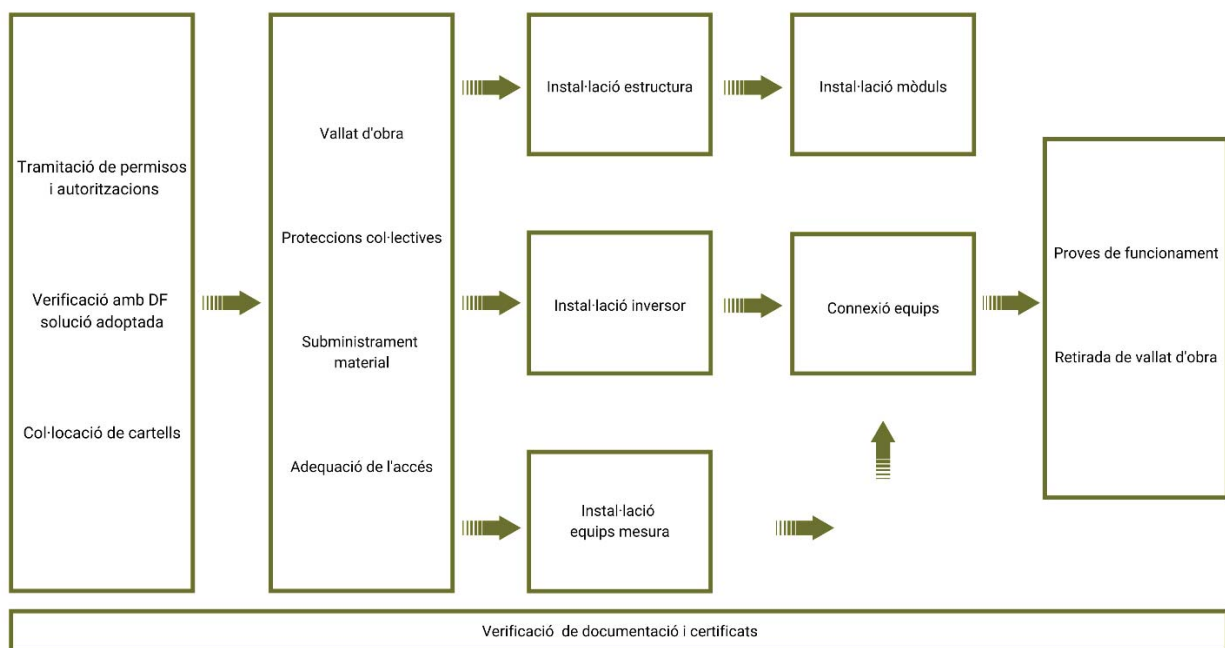 Tramitació de permisos
i autoritzacions
Verificació amb DF
solució adoptada
Col·locació de cartells
Vallat d'obra
Proteccions col·lectives
Subministrament
material
Adequació de l'accés
Instal·lació estructura
Instal·lació mòduls
Instal·lació inversor
Connexió equips
Instal·lació
equips mesura
Proves de funcionament
Retirada de vallat d'obra
Verificació de documentació i certificats